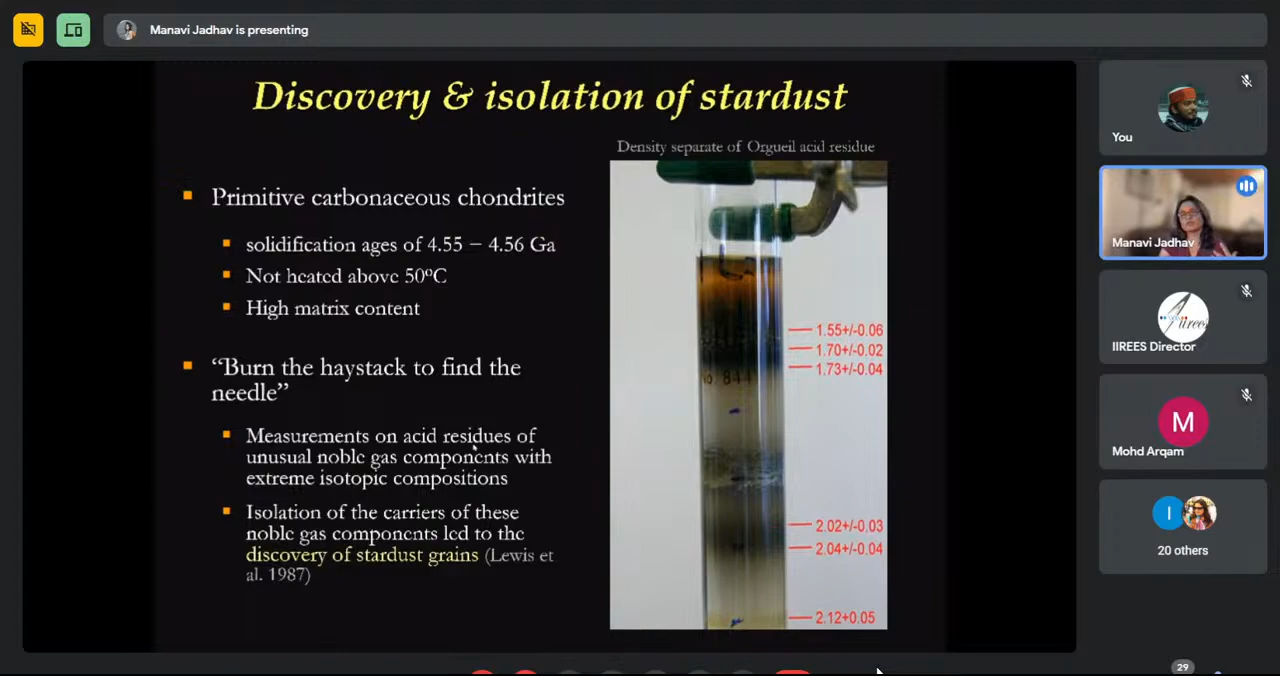 Manavi Jadhav is presenting
Discovery & isolation of stardust
Density separate of Orgueil acid residue
▪ Primitive carbonaceous chondrites
▪ solidification ages of 4.55 – 4.56 Ga
▪ Not heated above 50°C
▪ High matrix content
▪ “Burn the haystack to find the
needle”
▪ Measurements on acid residues of
unusual noble gas components with
extreme isotopic compositions
▪ Isolation of the carriers of these
noble gas components led to the
discovery of stardust grains (Lewis et
al. 1987)
1.55+/-0.06
1.70+/-0.02
1.73+/-0.04
2.02+/-0.03
2.04+/-0.04
2.12+0.05
You
Manavi Jadhav
IIREES Director
M
Mohd Arqam
I
20 others
29